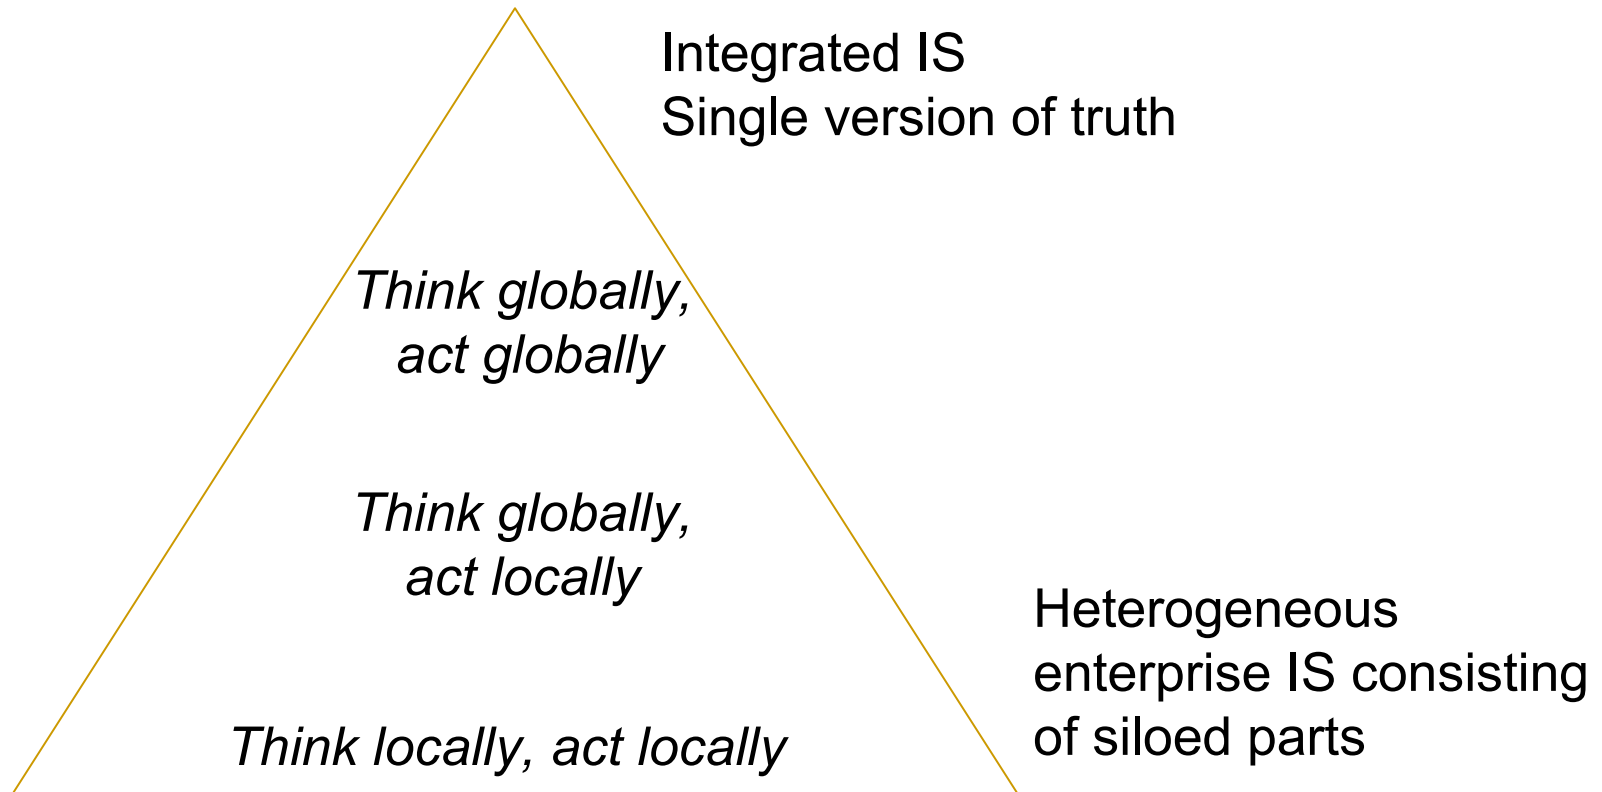 Integrated IS
Single version of truth
Think globally,
act globally
Think globally,
act locally
Heterogeneous
enterprise IS consisting
of siloed parts
Think locally, act locally